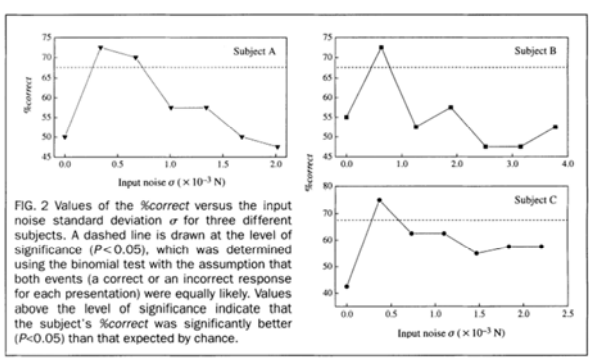 75
70
65
60
55
50
45
%correct
Subject A
0.0 0.5 1.0 1.5 2.0
Input noise σ (×10⁻³ N)
75
70
65
60
55
50
45
Subject B
0.0 1.0 2.0 3.0 4.0
%correct
80
70
60
50
40
Subject C
0.0 0.5 1.0 1.5 2.0 2.5
Input noise σ (×10⁻³ N)
FIG. 2 Values of the %correct versus the input
noise standard deviation σ for three different
subjects. A dashed line is drawn at the level of
significance (P<0.05), which was determined
using the binomial test with the assumption that
both events (a correct or an incorrect response
for each presentation) were equally likely. Values
above the level of significance indicate that
the subject's %correct was significantly better
(P<0.05) than that expected by chance.